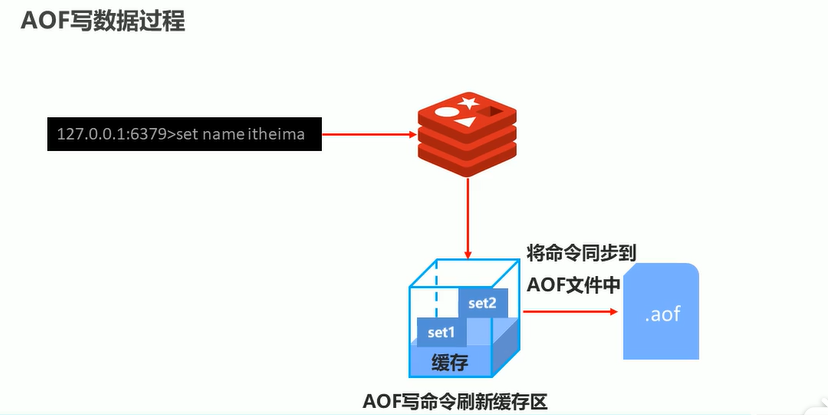 AOF写数据过程
127.0.0.1:6379>set name itheima
将命令同步到
AOF文件中
set2
.aof
set1
缓存
AOF写命令刷新缓存区